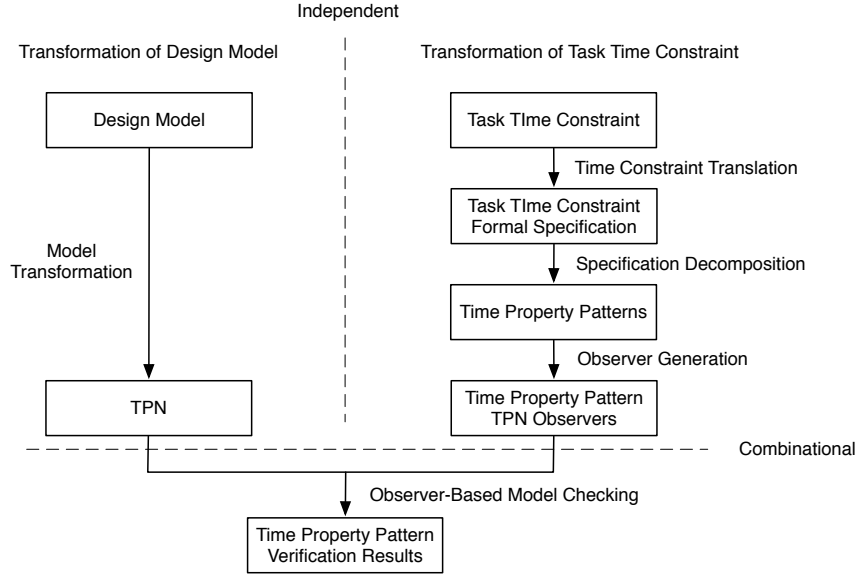 Independent
Transformation of Design Model
Transformation of Task Time Constraint
Design Model
Task TIme Constraint
Time Constraint Translation
Task TIme Constraint
Formal Specification
Model
Transformation
Specification Decomposition
Time Property Patterns
Observer Generation
TPN
Time Property Pattern
TPN Observers
Combinational
Observer-Based Model Checking
Time Property Pattern
Verification Results